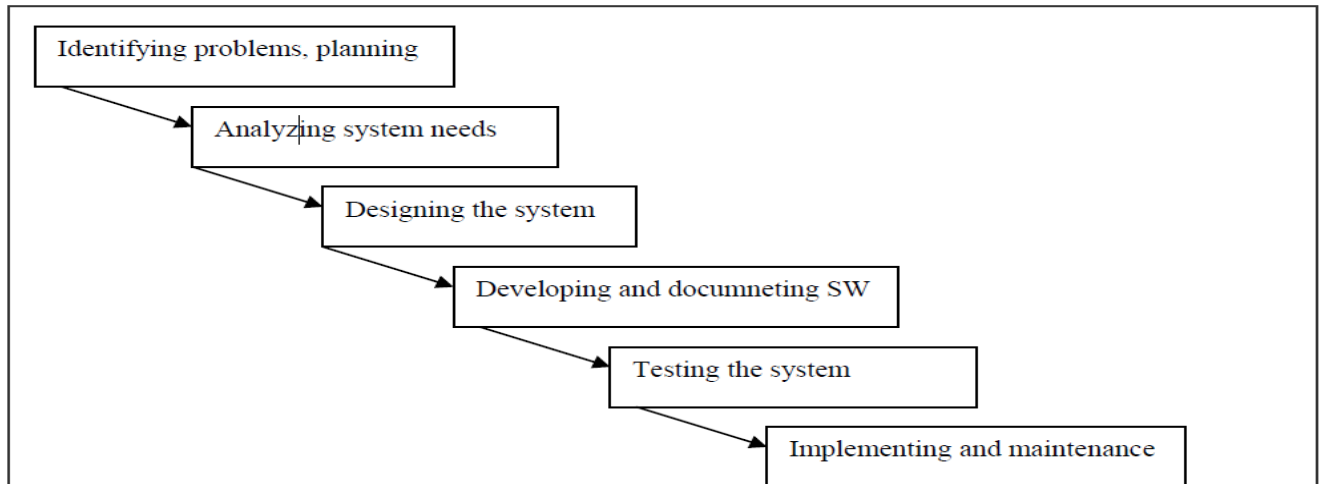 Identifying problems, planning
Analyzing system needs
Designing the system
Developing and documneting SW
Testing the system
Implementing and maintenance